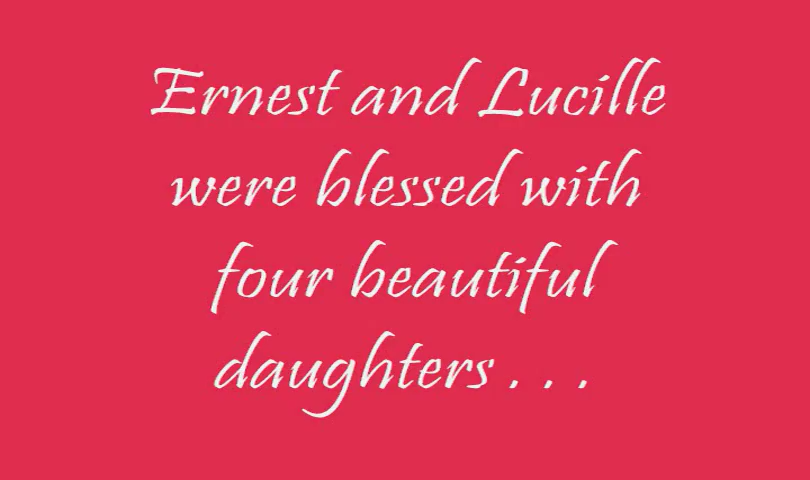 Ernest and Lucille
were blessed with
four beautiful
daughters . . .